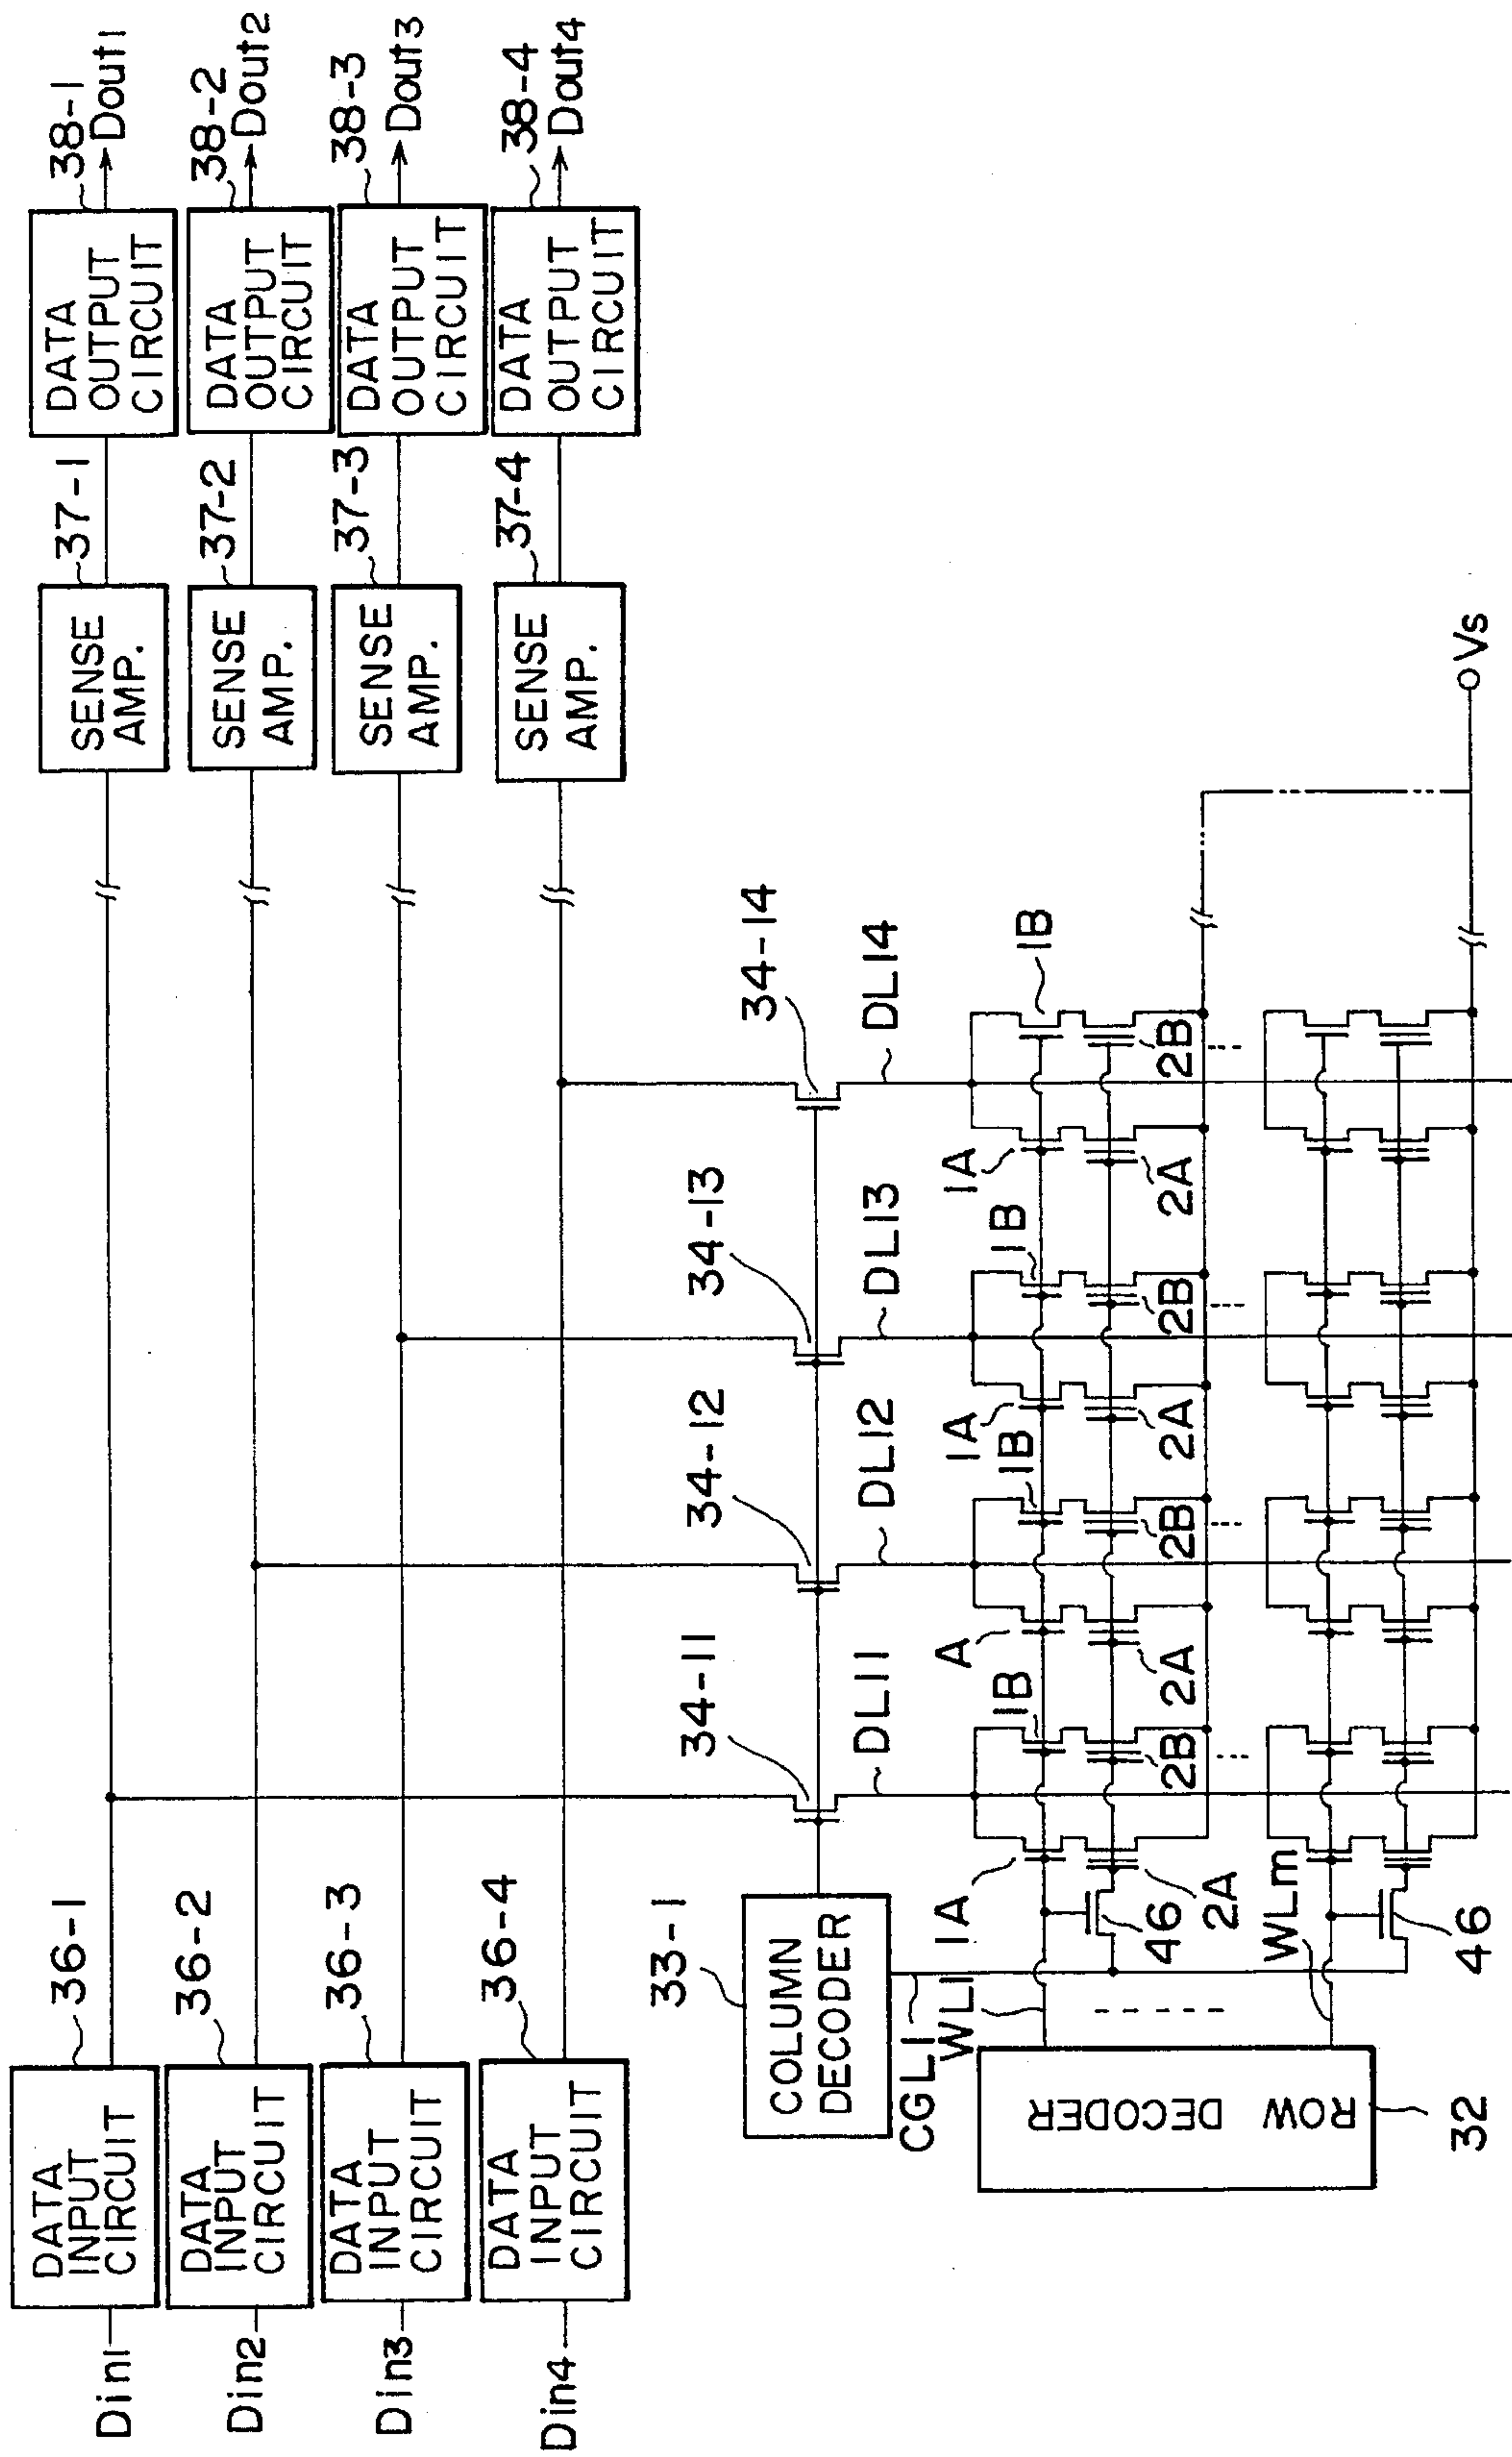 Din1
DATA
INPUT
CIRCUIT
36-1
37-1
SENSE
AMP.
DATA
OUTPUT
CIRCUIT
38-1
Dout1
Din2
DATA
INPUT
CIRCUIT
36-2
37-2
SENSE
AMP.
DATA
OUTPUT
CIRCUIT
38-2
Dout2
Din3
DATA
INPUT
CIRCUIT
36-3
37-3
SENSE
AMP.
DATA
OUTPUT
CIRCUIT
38-3
Dout3
Din4
DATA
INPUT
CIRCUIT
36-4
37-4
SENSE
AMP.
DATA
OUTPUT
CIRCUIT
38-4
Dout4
33-1
34-11
34-12
34-13
34-14
COLUMN
DECODER
DL11
DL12
DL13
DL14
CGL1
WL1
1A
1B
A
1B
1A
1B
1A
1B
46
2A
2B
2A
2B
2A
2B
2A
2B
ROW DECODER
WLm
32
46
Vs